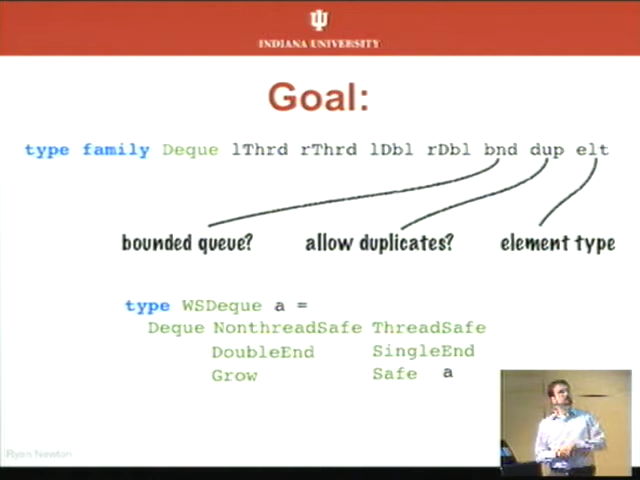 INDIANA UNIVERSITY
Goal:
type family Deque lThrd rThrd lDbl rDbl bnd dup elt
bounded queue? allow duplicates? element type
type WSDeque a =
Deque NonthreadSafe ThreadSafe
DoubleEnd SingleEnd
Grow Safe a
Ryan Newton